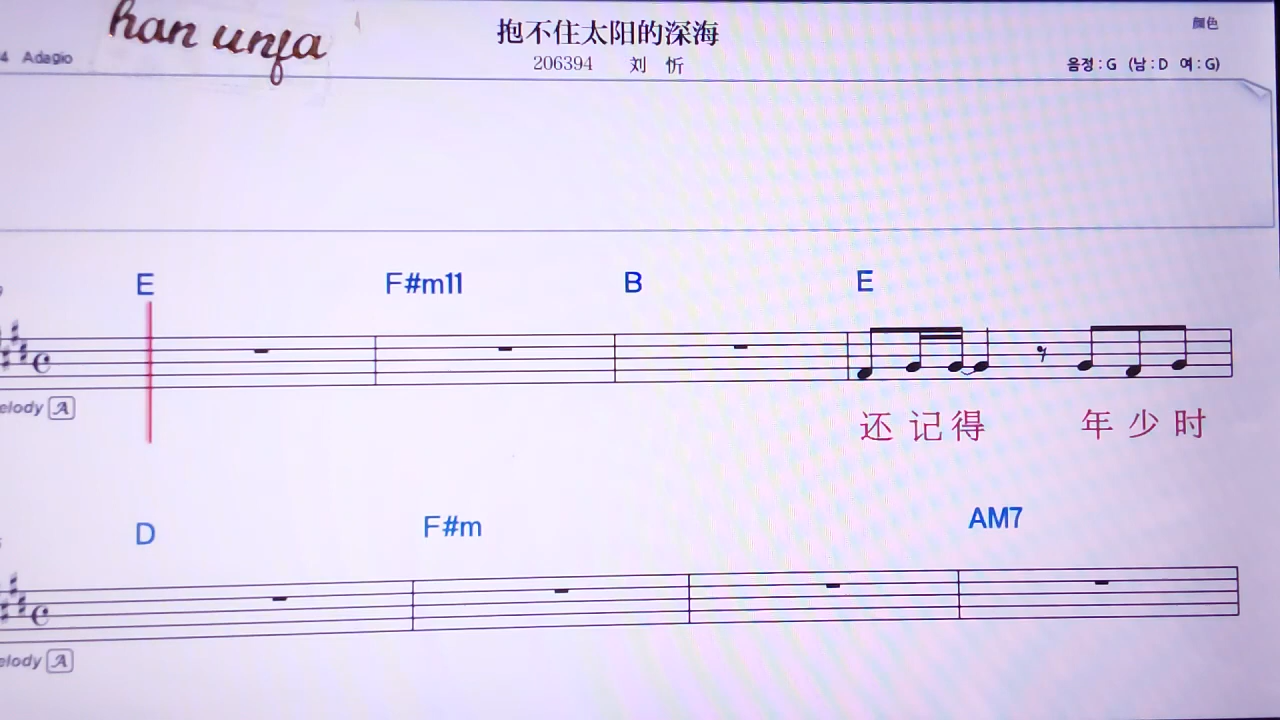 han unfa
抱不住太阳的深海
颜色
4 Adagio
206394 刘 忻
음정 : G (남 : D 여 : G)
E F#m11 B E
elody A
还 记 得 年 少 时
D F#m AM7
elody A